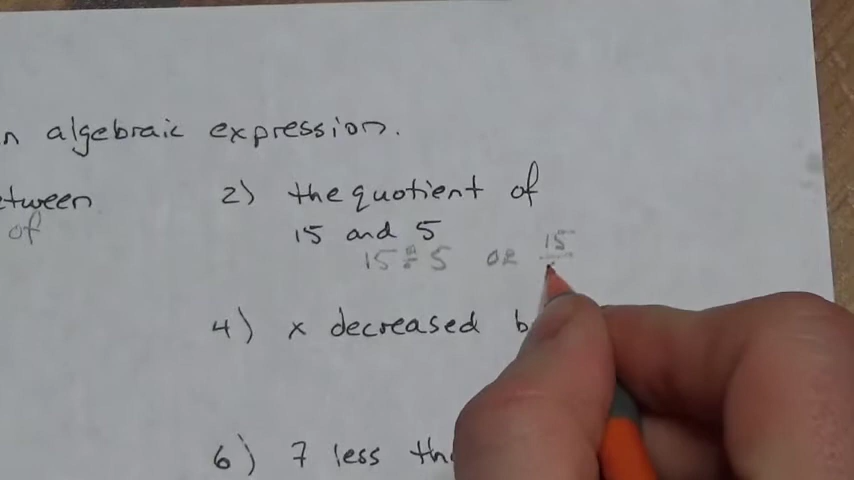 n algebraic expression.
etween
of
2) the quotient of
15 and 5
15 ÷ 5 or 15
4) x decreased b
6) 7 less th